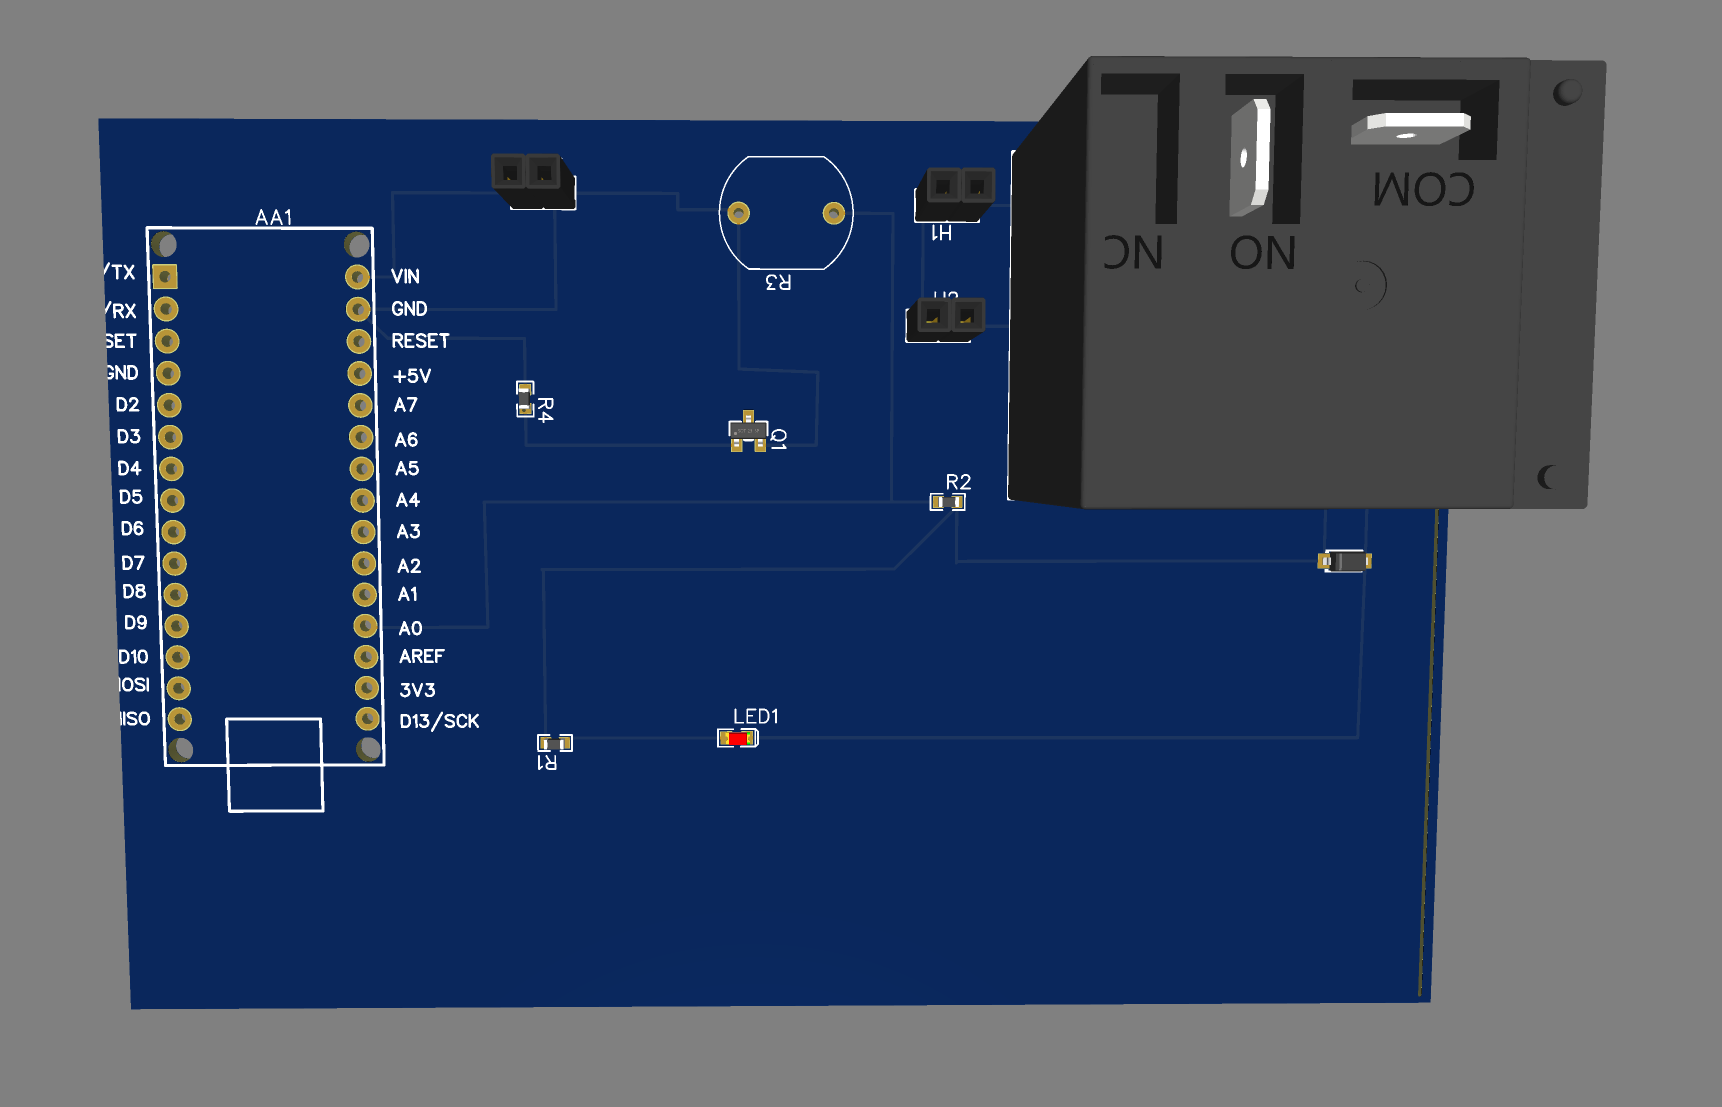 AA1
/TX
/RX
SET
GND
D2
D3
D4
D5
D6
D7
D8
D9
D10
MOSI
MISO
VIN
GND
RESET
+5V
A7
A6
A5
A4
A3
A2
A1
A0
AREF
3V3
D13/SCK
R4
R3
Q1
H1
R2
R1
LED1
NC
NO
COM